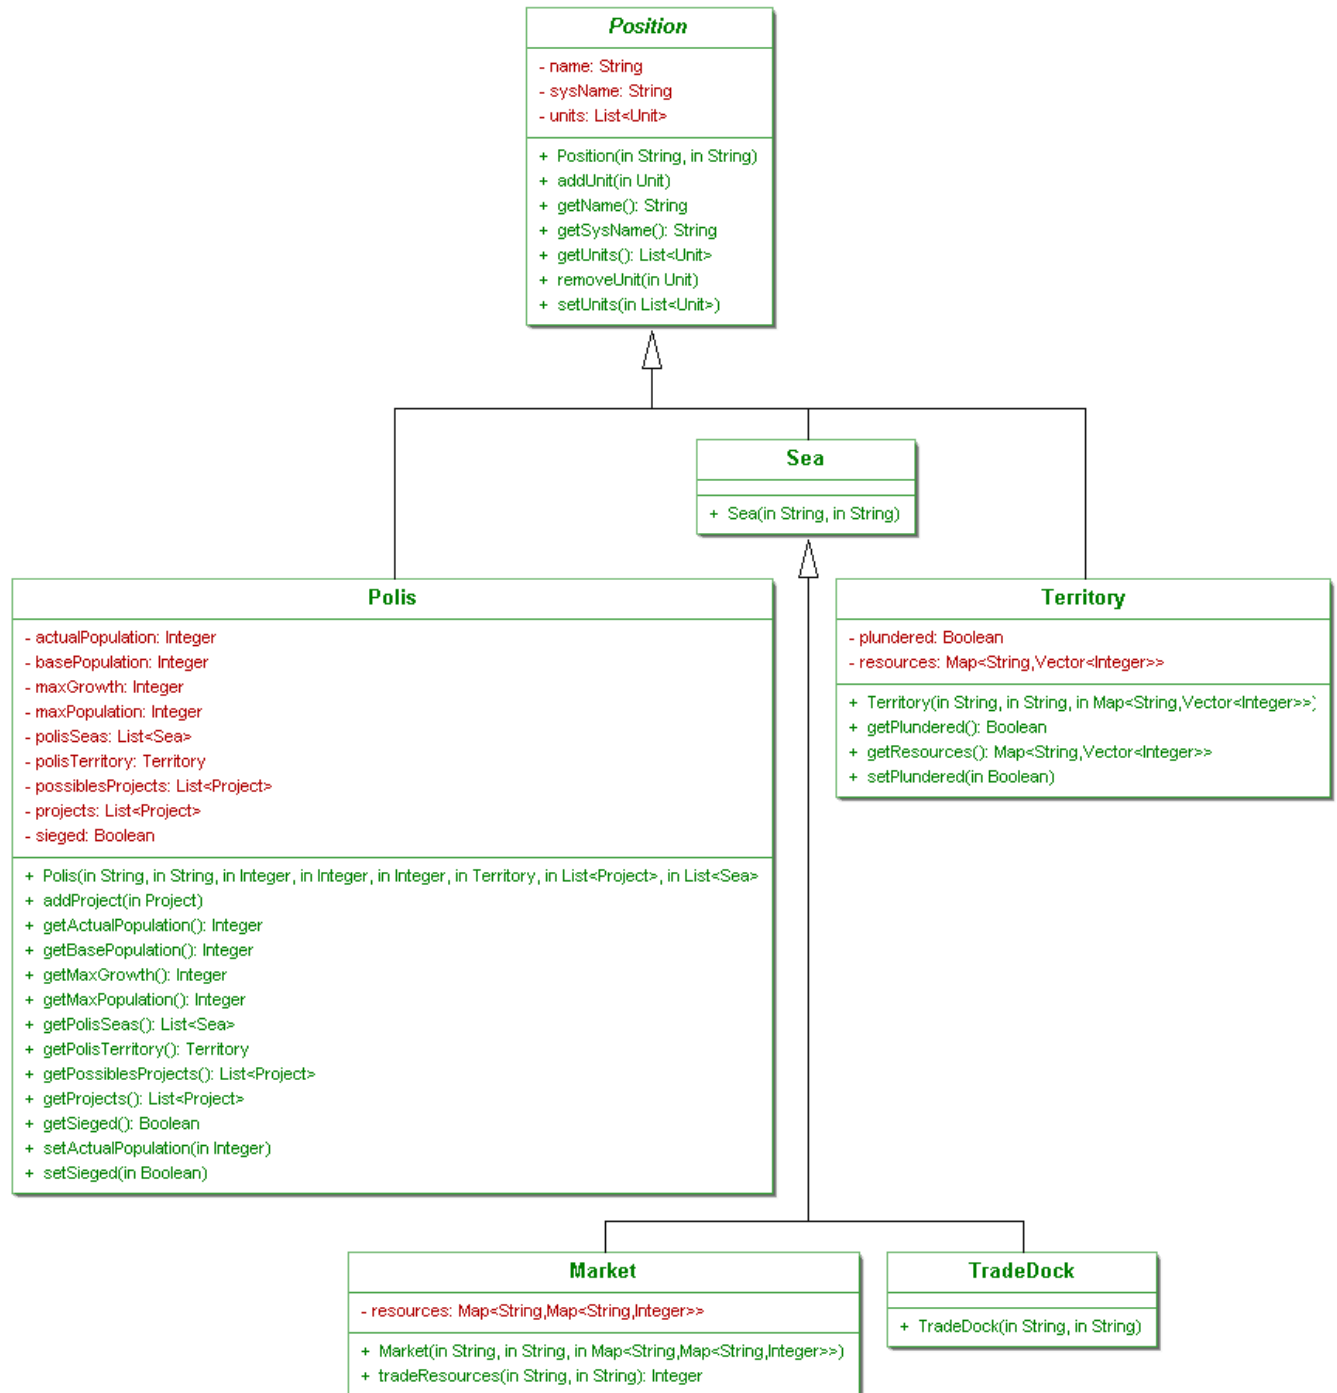 Position
- name: String
- sysName: String
- units: List<Unit>
+ Position(in String, in String)
+ addUnit(in Unit)
+ getName(): String
+ getSysName(): String
+ getUnits(): List<Unit>
+ removeUnit(in Unit)
+ setUnits(in List<Unit>)
Sea
+ Sea(in String, in String)
Polis
- actualPopulation: Integer
- basePopulation: Integer
- maxGrowth: Integer
- maxPopulation: Integer
- polisSeas: List<Sea>
- polisTerritory: Territory
- possiblesProjects: List<Project>
- projects: List<Project>
- sieged: Boolean
+ Polis(in String, in String, in Integer, in Integer, in Integer, in Territory, in List<Project>, in List<Sea>
+ addProject(in Project)
+ getActualPopulation(): Integer
+ getBasePopulation(): Integer
+ getMaxGrowth(): Integer
+ getMaxPopulation(): Integer
+ getPolisSeas(): List<Sea>
+ getPolisTerritory(): Territory
+ getPossiblesProjects(): List<Project>
+ getProjects(): List<Project>
+ getSieged(): Boolean
+ setActualPopulation(in Integer)
+ setSieged(in Boolean)
Territory
- plundered: Boolean
- resources: Map<String,Vector<Integer>>
+ Territory(in String, in String, in Map<String,Vector<Integer>>)
+ getPlundered(): Boolean
+ getResources(): Map<String,Vector<Integer>>
+ setPlundered(in Boolean)
Market
- resources: Map<String,Map<String,Integer>>
+ Market(in String, in String, in Map<String,Map<String,Integer>>)
+ tradeResources(in String, in String): Integer
TradeDock
+ TradeDock(in String, in String)